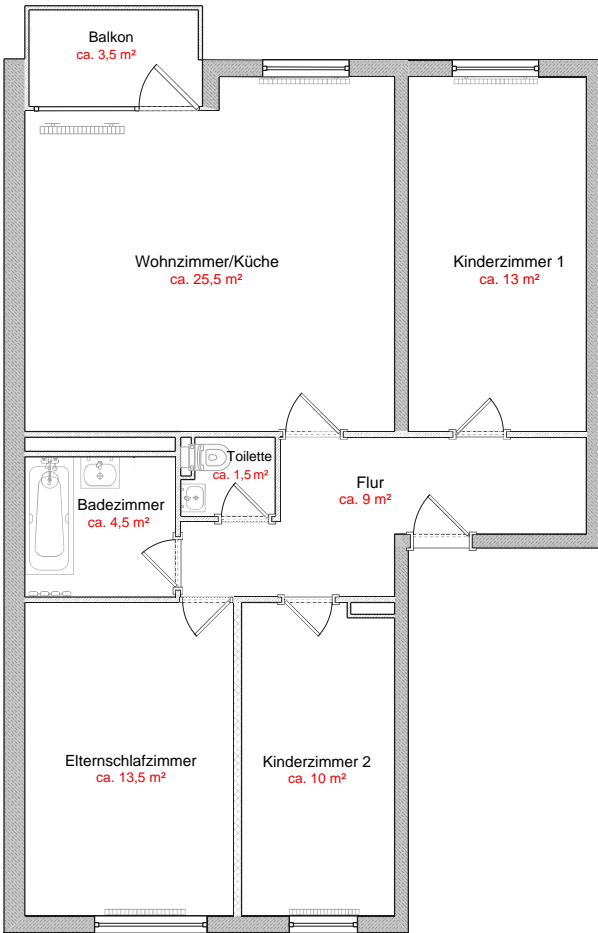 Balkon
ca. 3,5 m²
Wohnzimmer/Küche
ca. 25,5 m²
Kinderzimmer 1
ca. 13 m²
Toilette
ca. 1,5 m²
Flur
ca. 9 m²
Badezimmer
ca. 4,5 m²
Elternschlafzimmer
ca. 13,5 m²
Kinderzimmer 2
ca. 10 m²